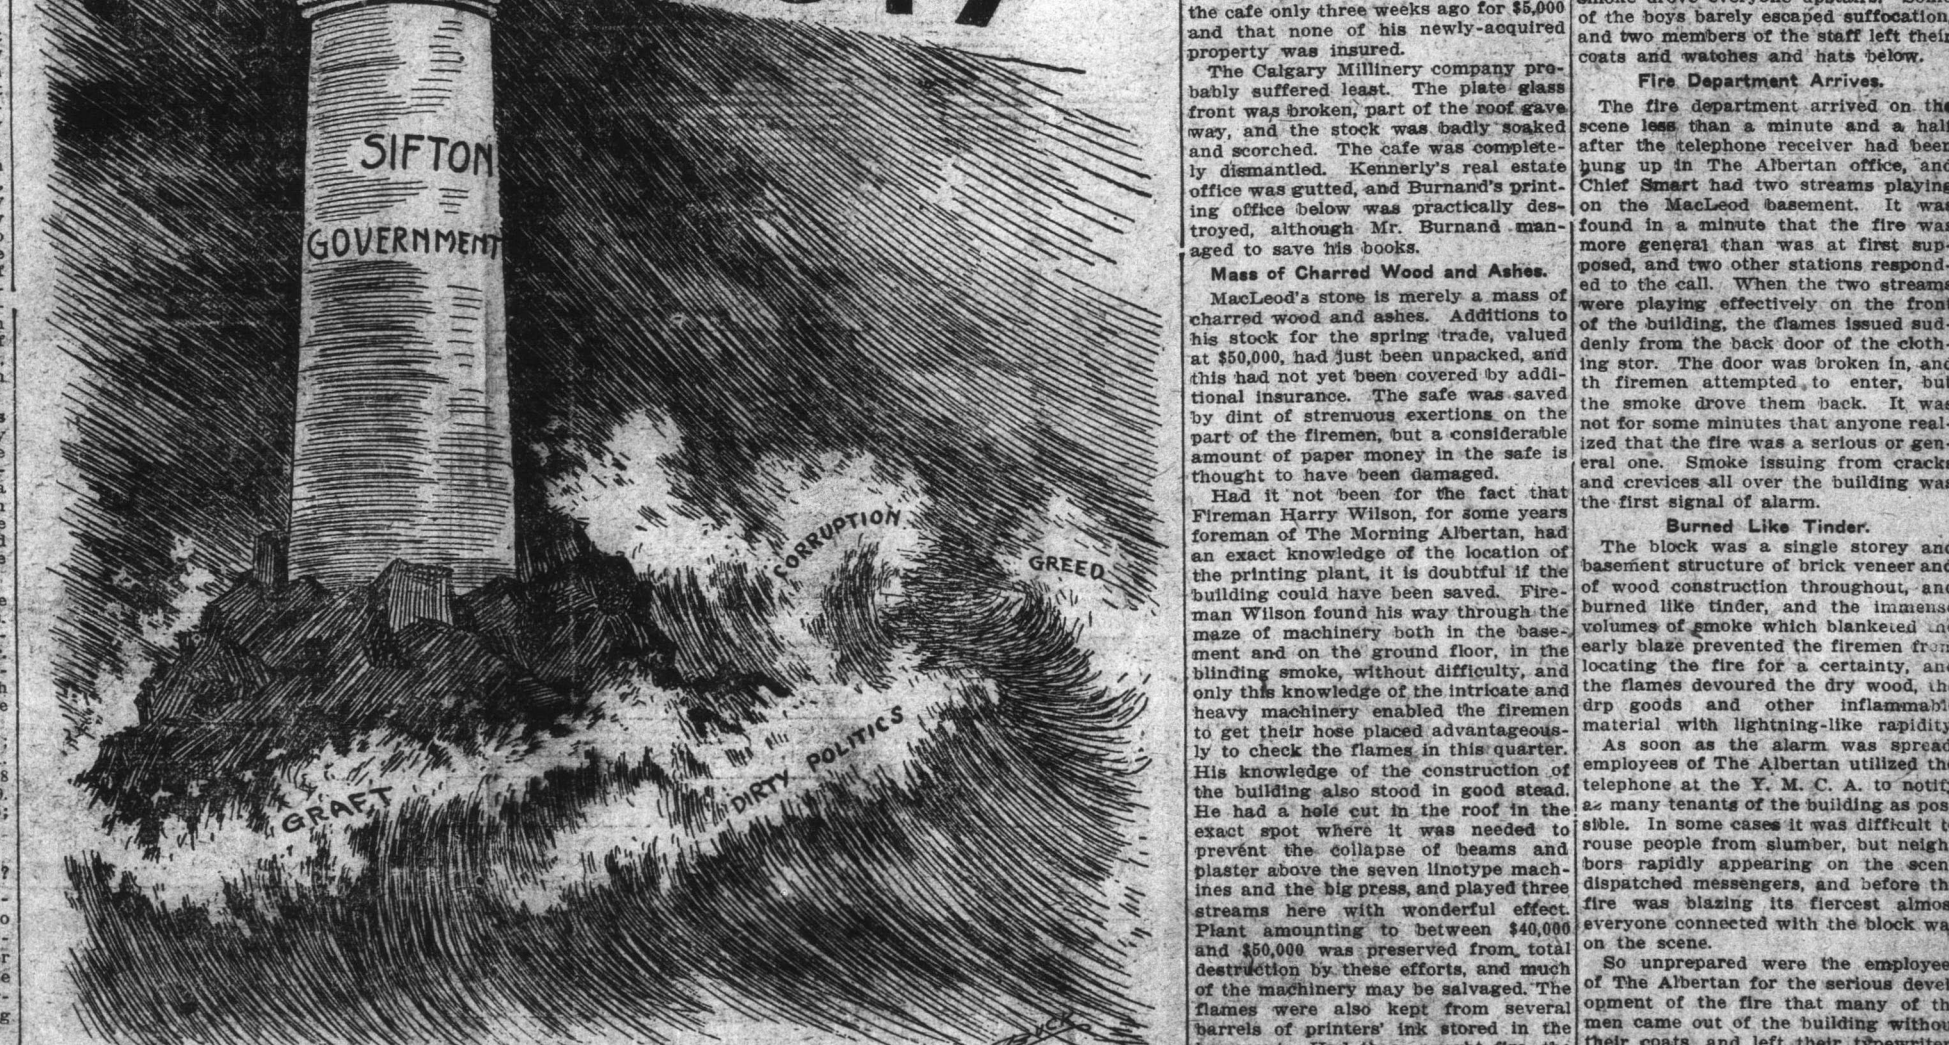 SIFTON
GOVERNMENT
CORRUPTION
GREED
DIRTY POLITICS
GRAFT
the cafe only three weeks ago for $5,000
and that none of his newly-acquired
property was insured.
The Calgary Millinery company pro-
bably suffered least. The plate glass
front was broken, part of the roof gave
way, and the stock was badly soaked
and scorched. The cafe was complete-
ly dismantled. Kennerly's real estate
office was gutted, and Burnand's print-
ing office below was practically des-
troyed, although Mr. Burnand man-
aged to save his books.
Mass of Charred Wood and Ashes.
MacLeod's store is merely a mass of
charred wood and ashes. Additions to
his stock for the spring trade, valued
at $50,000, had just been unpacked, and
this had not yet been covered by addi-
tional insurance. The safe was saved
by dint of strenuous exertions on the
part of the firemen, but a considerable
amount of paper money in the safe is
thought to have been damaged.
Had it not been for the fact that
Fireman Harry Wilson, for some years
foreman of The Morning Albertan, had
an exact knowledge of the location of
the printing plant, it is doubtful if the
building could have been saved. Fire-
man Wilson found his way through the
maze of machinery both in the base-
ment and on the ground floor, in the
blinding smoke, without difficulty, and
only this knowledge of the intricate and
heavy machinery enabled the firemen
to get their hose placed advantageous-
ly to check the flames in this quarter.
His knowledge of the construction of
the building also stood in good stead.
He had a hole cut in the roof in the
exact spot where it was needed to
prevent the collapse of beams and
plaster above the seven linotype mach-
ines and the big press, and played three
streams here with wonderful effect.
Plant amounting to between $40,000
and $50,000 was preserved from total
destruction by these efforts, and much
of the machinery may be salvaged. The
flames were also kept from several
barrels of printers' ink stored in the
of the boys barely escaped suffocation
and two members of the staff left their
coats and watches and hats below.
Fire Department Arrives.
The fire department arrived on the
scene less than a minute and a half
after the telephone receiver had been
hung up in The Albertan office, and
Chief Smart had two streams playing
on the MacLeod basement. It was
found in a minute that the fire was
more general than was at first sup-
posed, and two other stations respond-
ed to the call. When the two streams
were playing effectively on the front
of the building, the flames issued sud-
denly from the back door of the cloth-
ing stor. The door was broken in, and
th firemen attempted to enter, but
the smoke drove them back. It was
not for some minutes that anyone real-
ized that the fire was a serious or gen-
eral one. Smoke issuing from cracks
and crevices all over the building was
the first signal of alarm.
Burned Like Tinder.
The block was a single storey and
basement structure of brick veneer and
of wood construction throughout, and
burned like tinder, and the immense
volumes of smoke which blanketed
early blaze prevented the firemen from
locating the fire for a certainty, and
the flames devoured the dry wood, th
drp goods and other inflammabl
material with lightning-like rapidity
As soon as the alarm was spread
employees of The Albertan utilized the
telephone at the Y. M. C. A. to notify
as many tenants of the building as pos
sible. In some cases it was difficult t
rouse people from slumber, but neigh
bors rapidly appearing on the scen
dispatched messengers, and before th
fire was blazing its fiercest almos
everyone connected with the block wa
on the scene.
So unprepared were the employee
of The Albertan for the serious devel
opment of the fire that many of th
men came out of the building withou
their coats, and left their typewriter